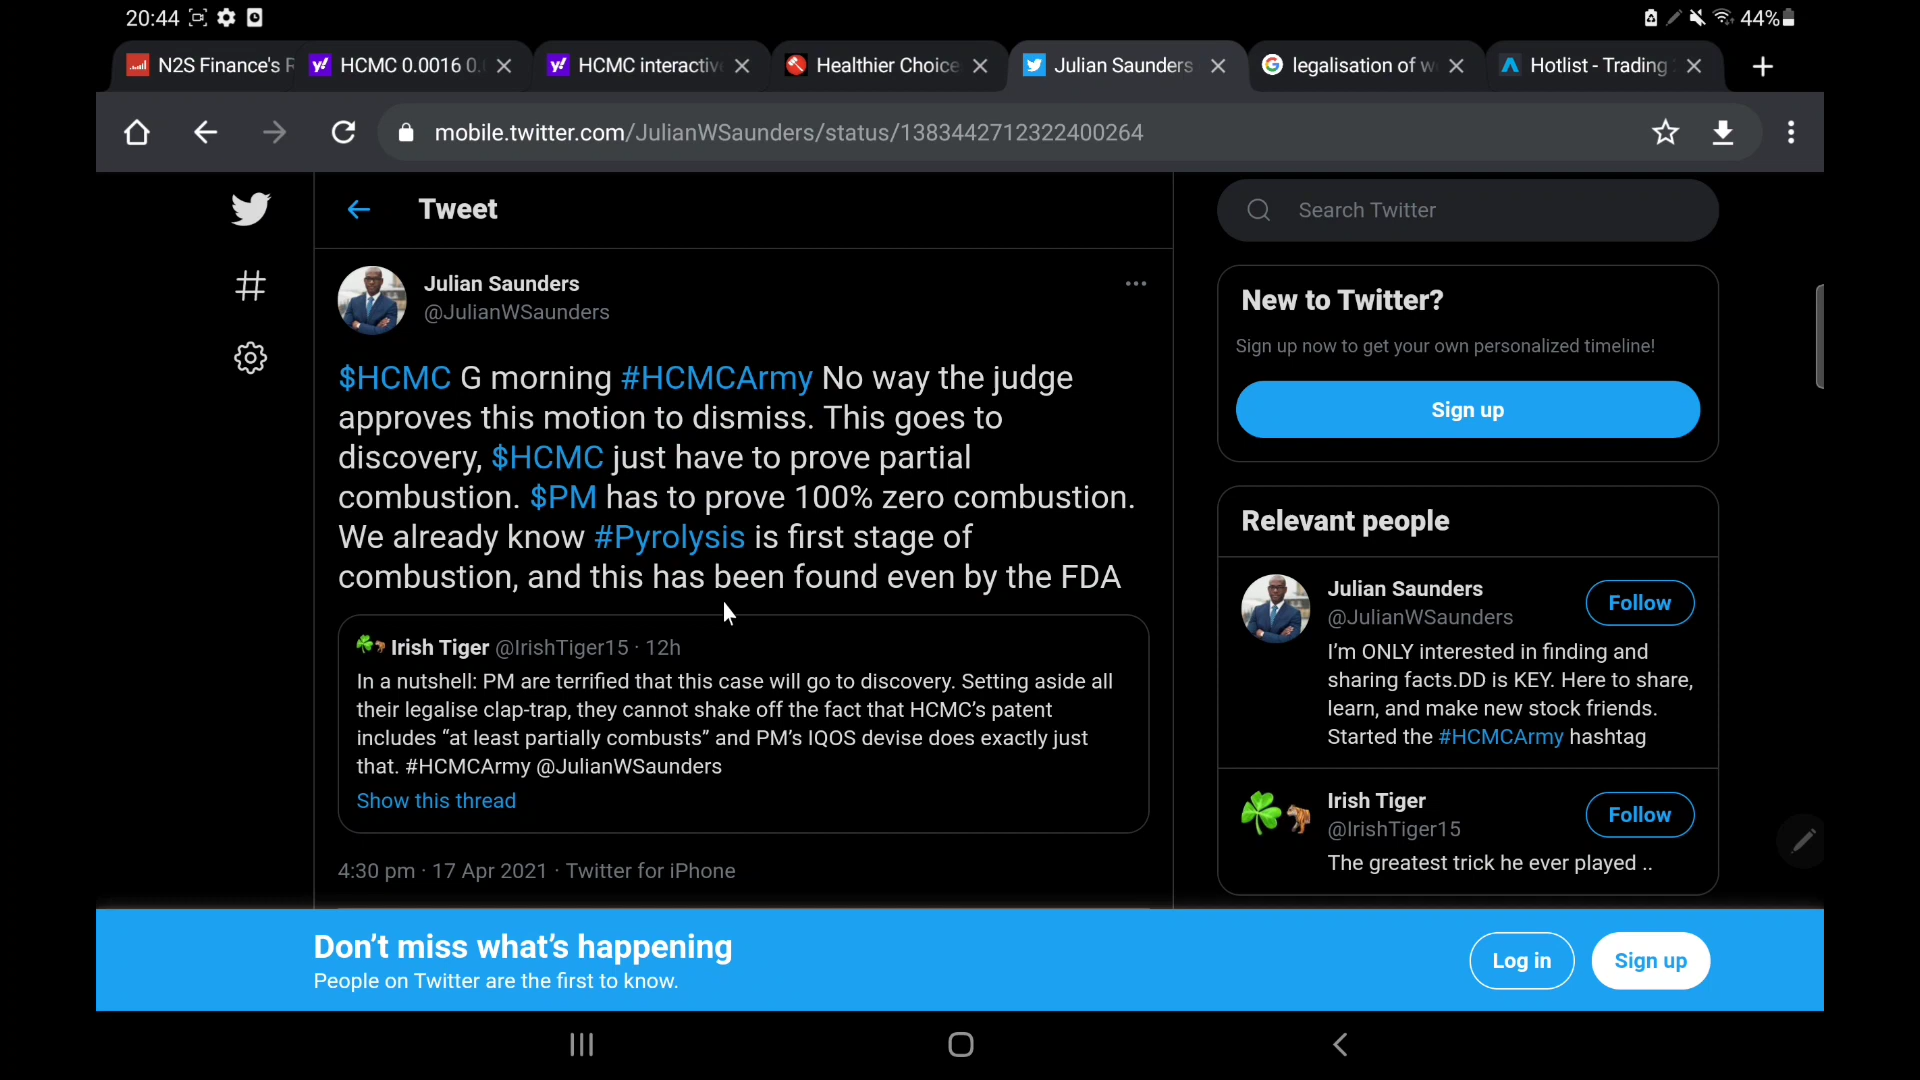 20:44
44%
N2S Finance's F
HCMC 0.0016 0.
HCMC interactiv
Healthier Choice
Julian Saunders
legalisation of w
Hotlist - Trading
mobile.twitter.com/JulianWSaunders/status/1383442712322400264
Tweet
Search Twitter
Julian Saunders
@JulianWSaunders
$HCMC G morning #HCMCArmy No way the judge
approves this motion to dismiss. This goes to
discovery, $HCMC just have to prove partial
combustion. $PM has to prove 100% zero combustion.
We already know #Pyrolysis is first stage of
combustion, and this has been found even by the FDA
Irish Tiger @IrishTiger15 · 12h
In a nutshell: PM are terrified that this case will go to discovery. Setting aside all
their legalise clap-trap, they cannot shake off the fact that HCMC’s patent
includes “at least partially combusts” and PM’s IQOS devise does exactly just
that. #HCMCArmy @JulianWSaunders
Show this thread
4:30 pm · 17 Apr 2021 · Twitter for iPhone
New to Twitter?
Sign up now to get your own personalized timeline!
Sign up
Relevant people
Julian Saunders
@JulianWSaunders
Follow
I’m ONLY interested in finding and
sharing facts.DD is KEY. Here to share,
learn, and make new stock friends.
Started the #HCMCArmy hashtag
Irish Tiger
@IrishTiger15
Follow
The greatest trick he ever played ..
Don’t miss what’s happening
People on Twitter are the first to know.
Log in
Sign up